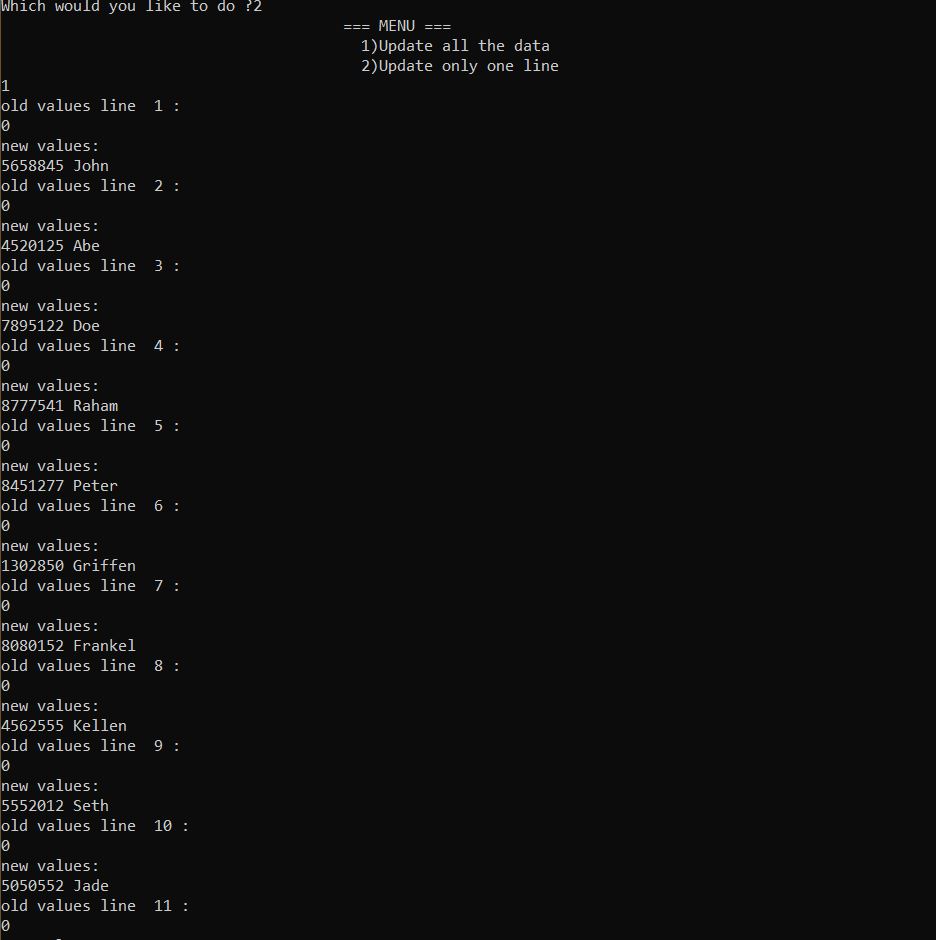 Which would you like to do ?2
=== MENU ===
1)Update all the data
2)Update only one line
1
old values line  1 :
0
new values:
5658845 John
old values line  2 :
0
new values:
4520125 Abe
old values line  3 :
0
new values:
7895122 Doe
old values line  4 :
0
new values:
8777541 Raham
old values line  5 :
0
new values:
8451277 Peter
old values line  6 :
0
new values:
1302850 Griffen
old values line  7 :
0
new values:
8080152 Frankel
old values line  8 :
0
new values:
4562555 Kellen
old values line  9 :
0
new values:
5552012 Seth
old values line  10 :
0
new values:
5050552 Jade
old values line  11 :
0